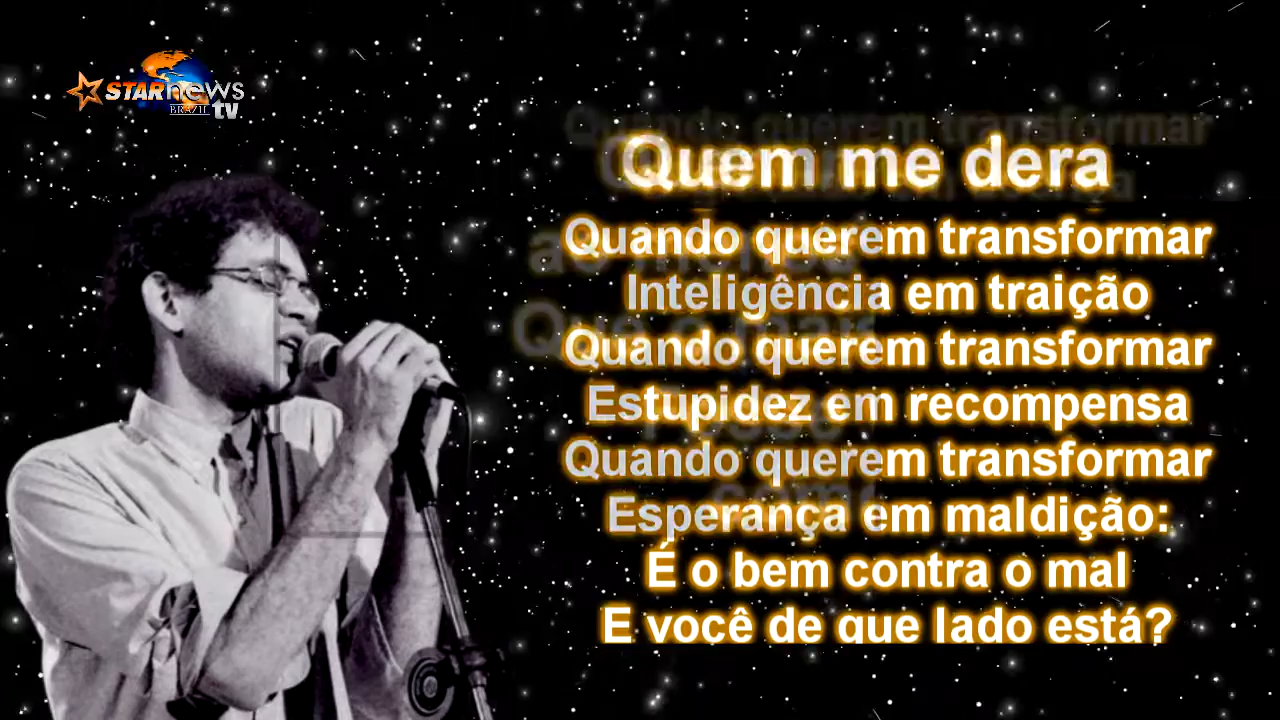 STARnews
BRAZIL tv
Quem me dera
Quando querem transformar
Inteligência em traição
Quando querem transformar
Estupidez em recompensa
Quando querem transformar
Esperança em maldição:
É o bem contra o mal
E você de que lado está?